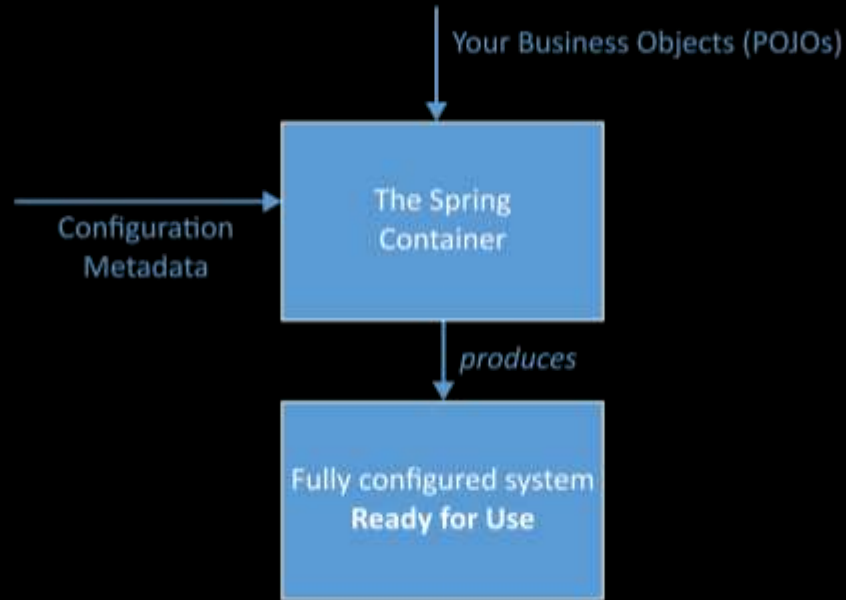 Your Business Objects (POJOs)
The Spring
Container
Configuration
Metadata
produces
Fully configured system
Ready for Use